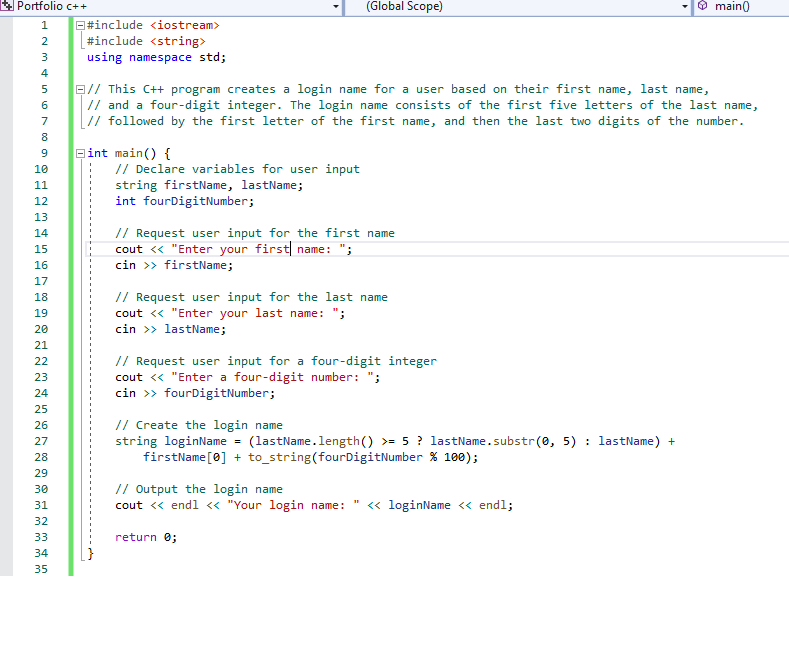 Portfolio c++ (Global Scope) main()
1 #include <iostream>
2 #include <string>
3 using namespace std;
4
5 // This C++ program creates a login name for a user based on their first name, last name,
6 // and a four-digit integer. The login name consists of the first five letters of the last name,
7 // followed by the first letter of the first name, and then the last two digits of the number.
8
9 int main() {
10 // Declare variables for user input
11 string firstName, lastName;
12 int fourDigitNumber;
13
14 // Request user input for the first name
15 cout << "Enter your first name: ";
16 cin >> firstName;
17
18 // Request user input for the last name
19 cout << "Enter your last name: ";
20 cin >> lastName;
21
22 // Request user input for a four-digit integer
23 cout << "Enter a four-digit number: ";
24 cin >> fourDigitNumber;
25
26 // Create the login name
27 string loginName = (lastName.length() >= 5 ? lastName.substr(0, 5) : lastName) +
28 firstName[0] + to_string(fourDigitNumber % 100);
29
30 // Output the login name
31 cout << endl << "Your login name: " << loginName << endl;
32
33 return 0;
34 }
35